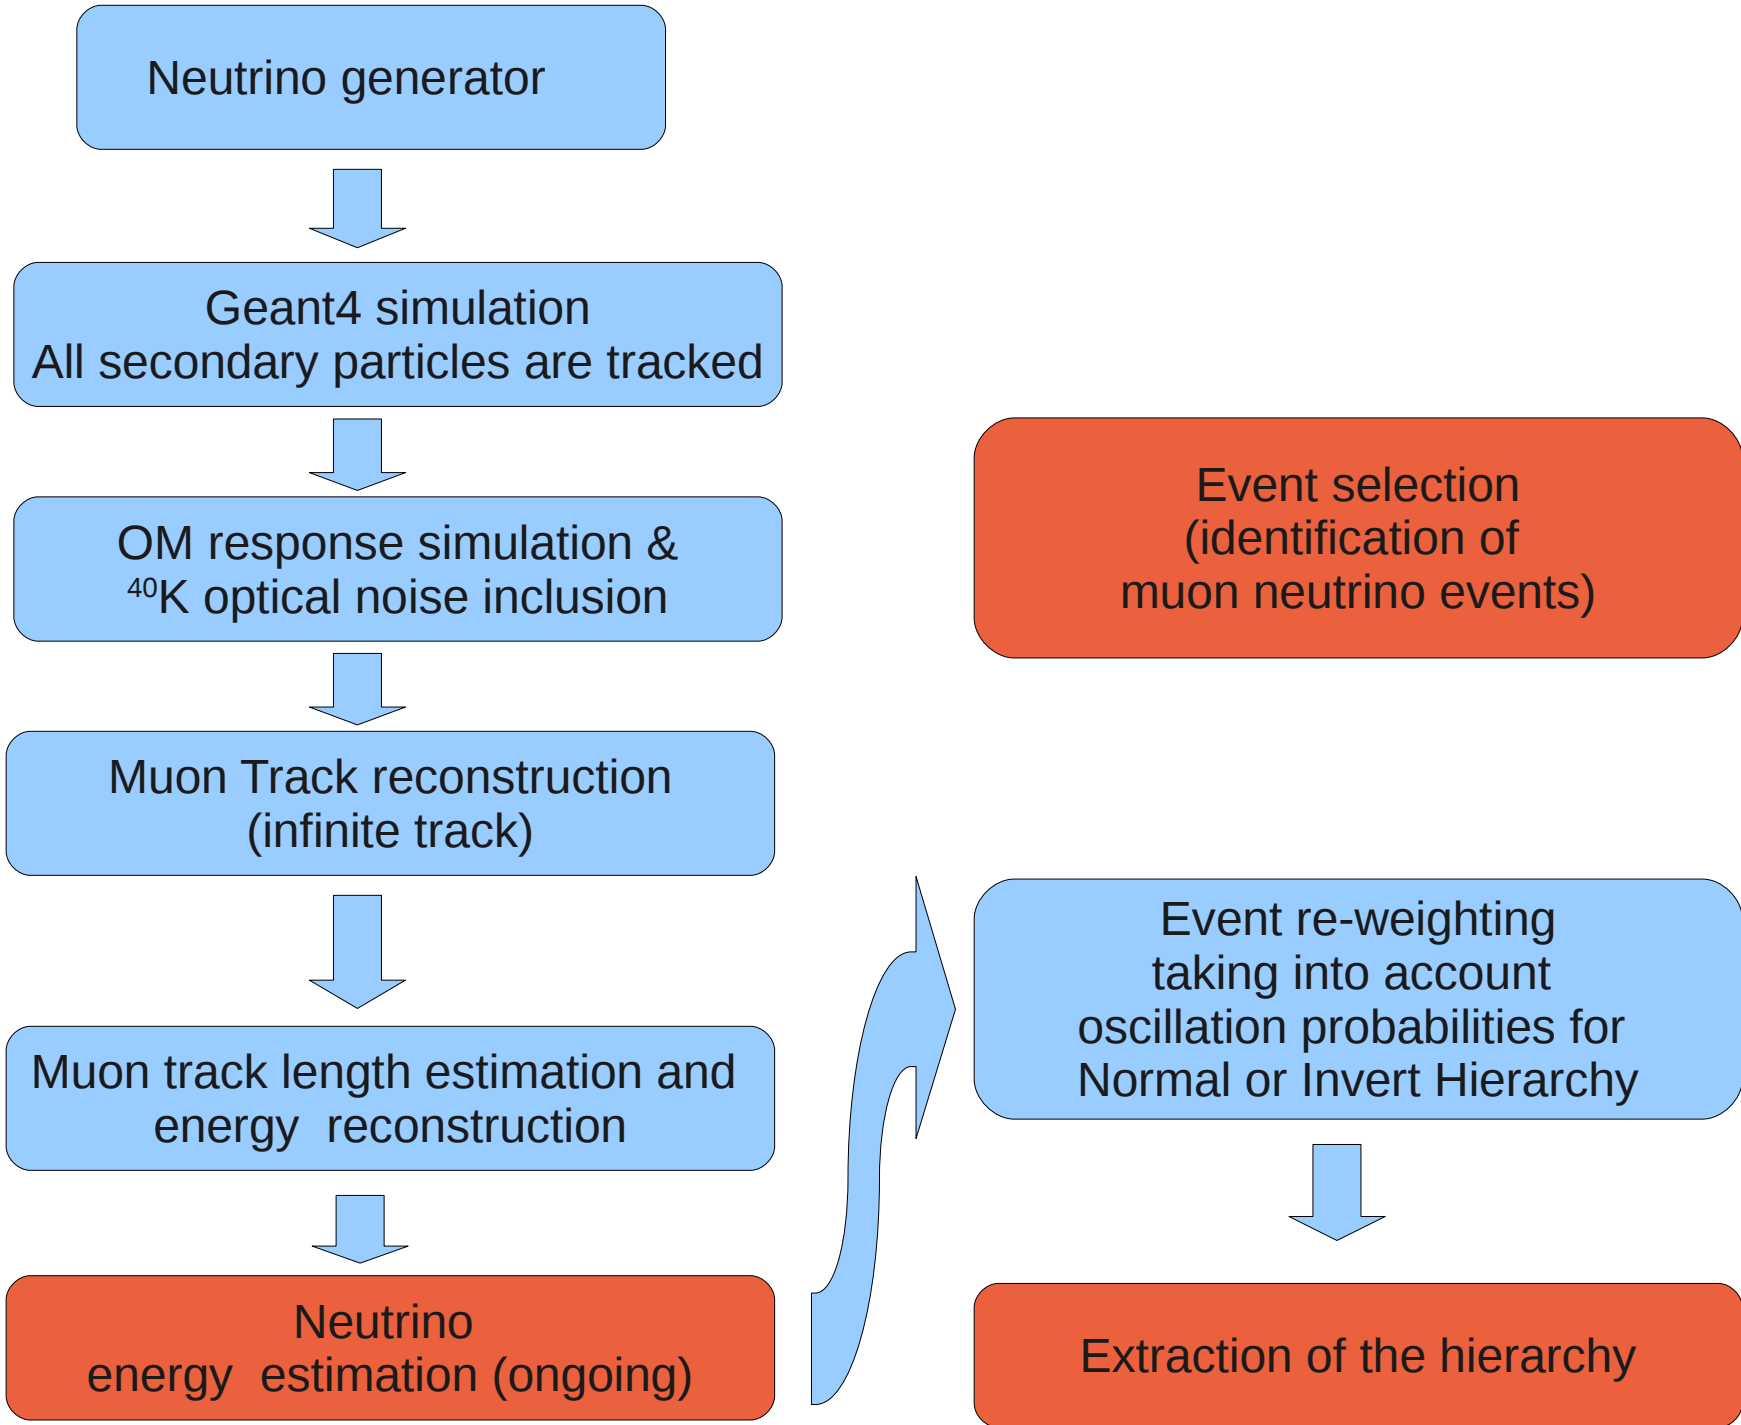 Neutrino generator
Geant4 simulation
All secondary particles are tracked
OM response simulation &
⁴⁰K optical noise inclusion
Muon Track reconstruction
(infinite track)
Muon track length estimation and
energy reconstruction
Neutrino
energy estimation (ongoing)
Event selection
(identification of
muon neutrino events)
Event re-weighting
taking into account
oscillation probabilities for
Normal or Invert Hierarchy
Extraction of the hierarchy